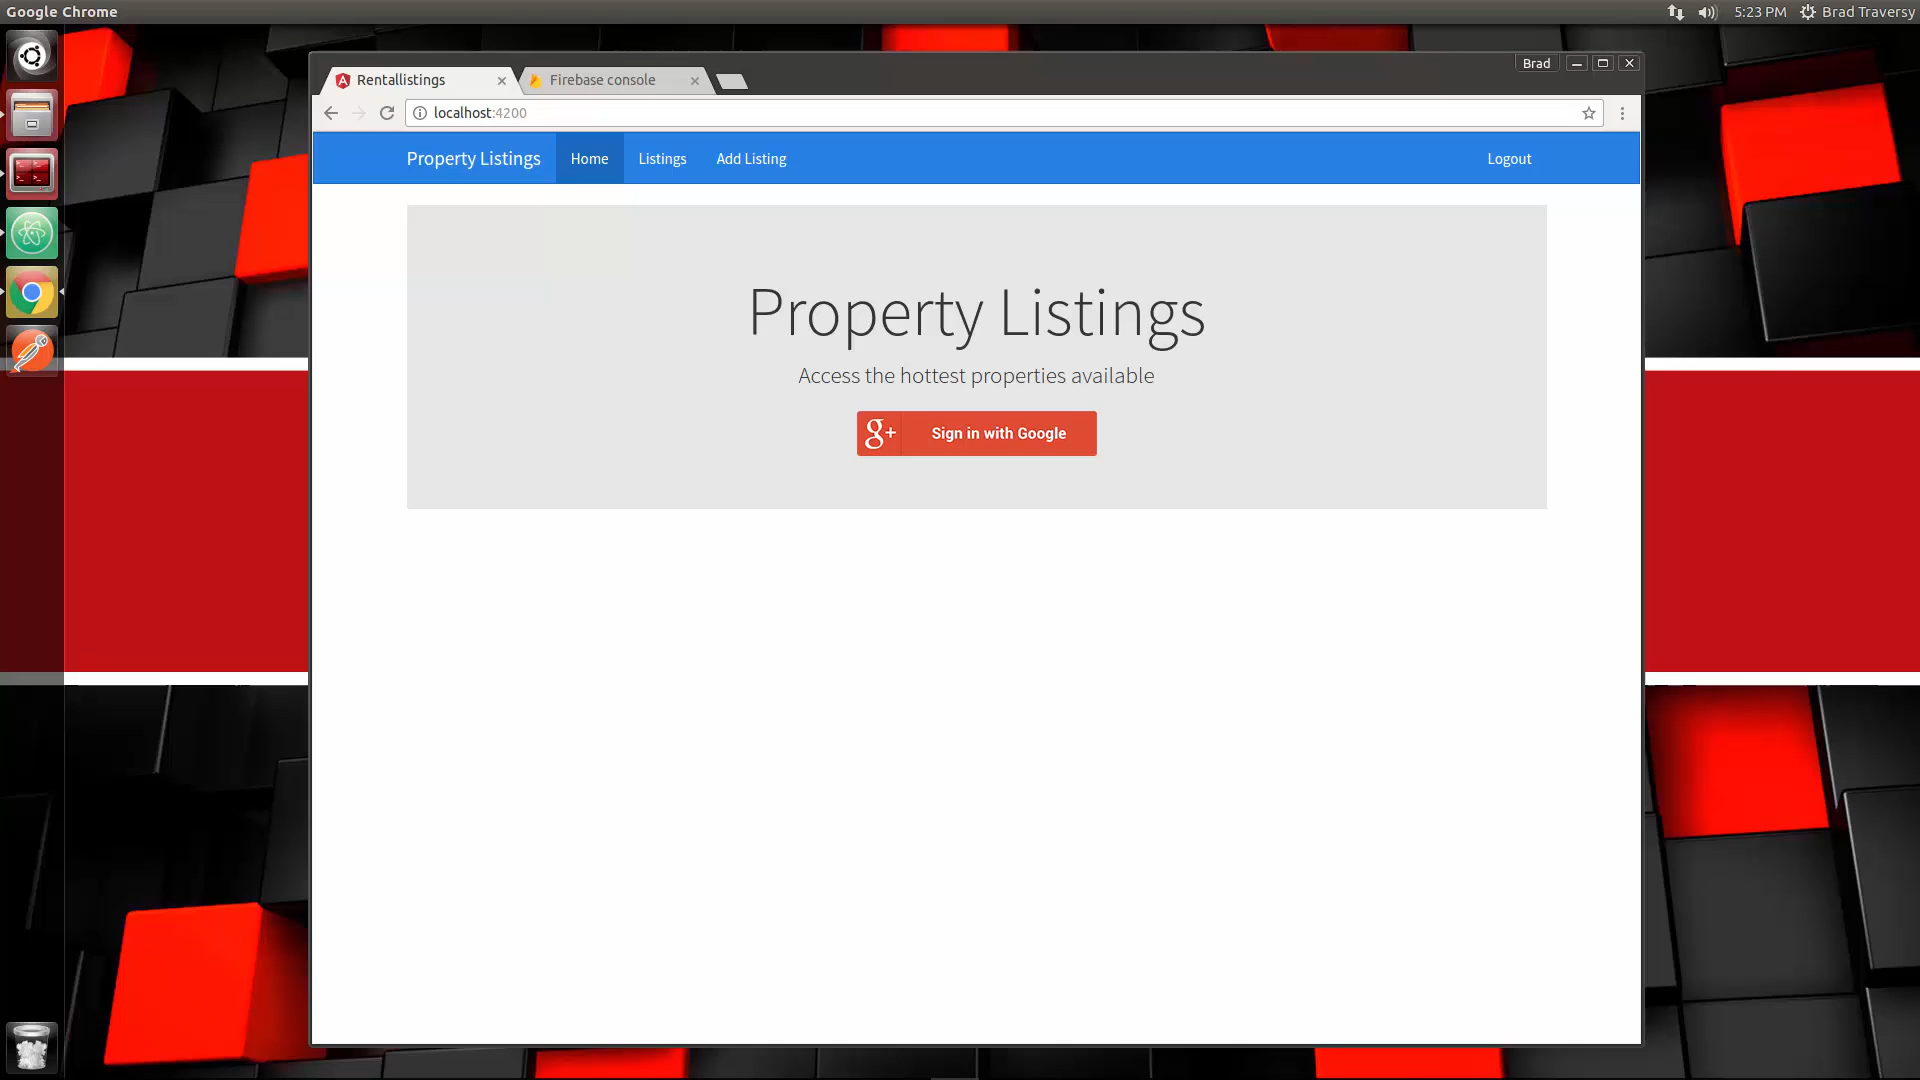 Google Chrome
5:23 PM
Brad Traversy
Brad
Rentallistings
Firebase console
localhost:4200
Property Listings
Home
Listings
Add Listing
Logout
Property Listings
Access the hottest properties available
g+ Sign in with Google